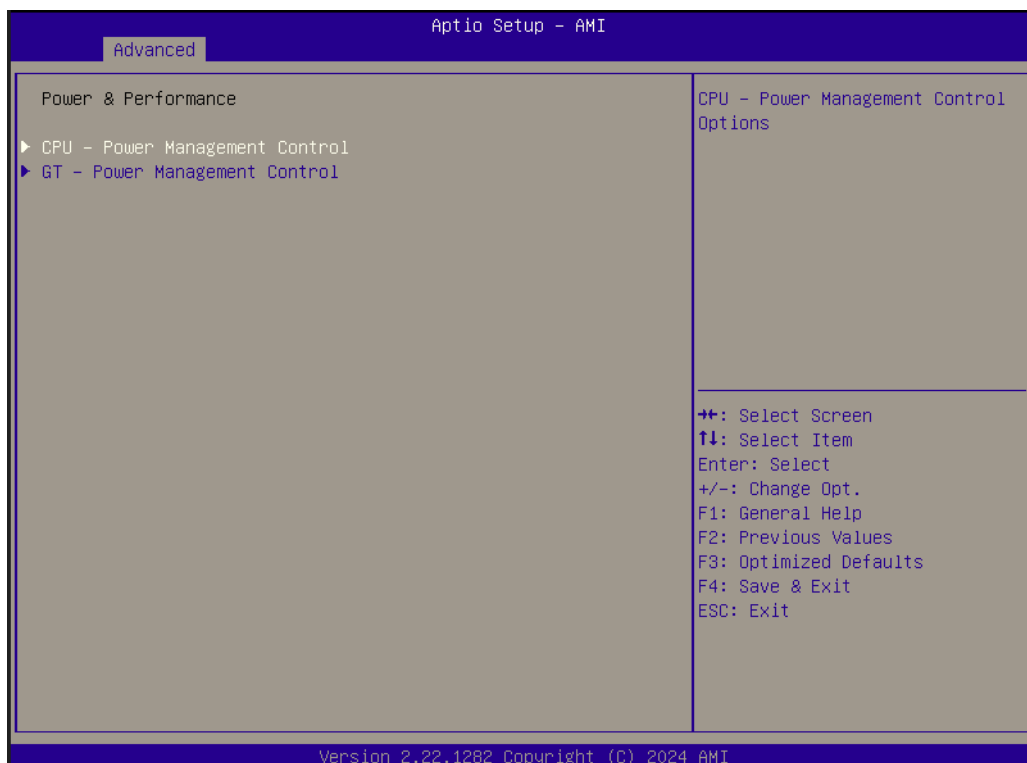 Aptio Setup – AMI
Advanced
Power & Performance
▶ CPU – Power Management Control
▶ GT – Power Management Control
CPU – Power Management Control
Options
→←: Select Screen
↑↓: Select Item
Enter: Select
+/-: Change Opt.
F1: General Help
F2: Previous Values
F3: Optimized Defaults
F4: Save & Exit
ESC: Exit
Version 2.22.1282 Copyright (C) 2024 AMI